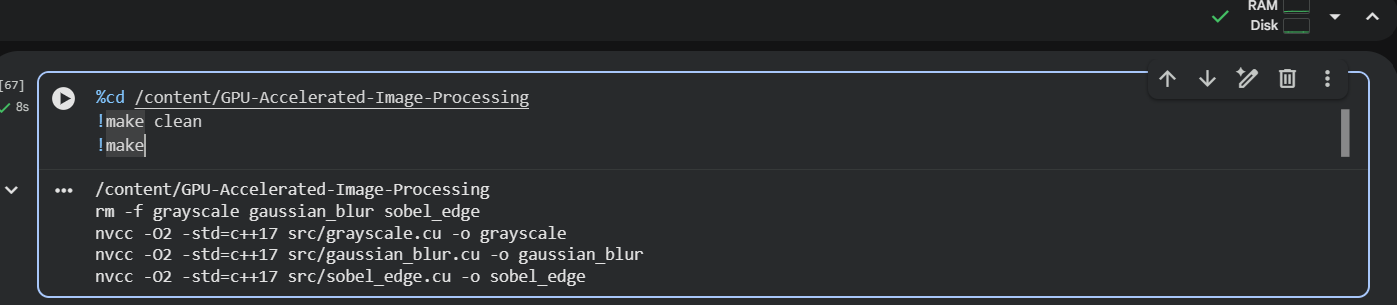 RAM
Disk
[67]
8s
%cd /content/GPU-Accelerated-Image-Processing
!make clean
!make
/content/GPU-Accelerated-Image-Processing
rm -f grayscale gaussian_blur sobel_edge
nvcc -O2 -std=c++17 src/grayscale.cu -o grayscale
nvcc -O2 -std=c++17 src/gaussian_blur.cu -o gaussian_blur
nvcc -O2 -std=c++17 src/sobel_edge.cu -o sobel_edge